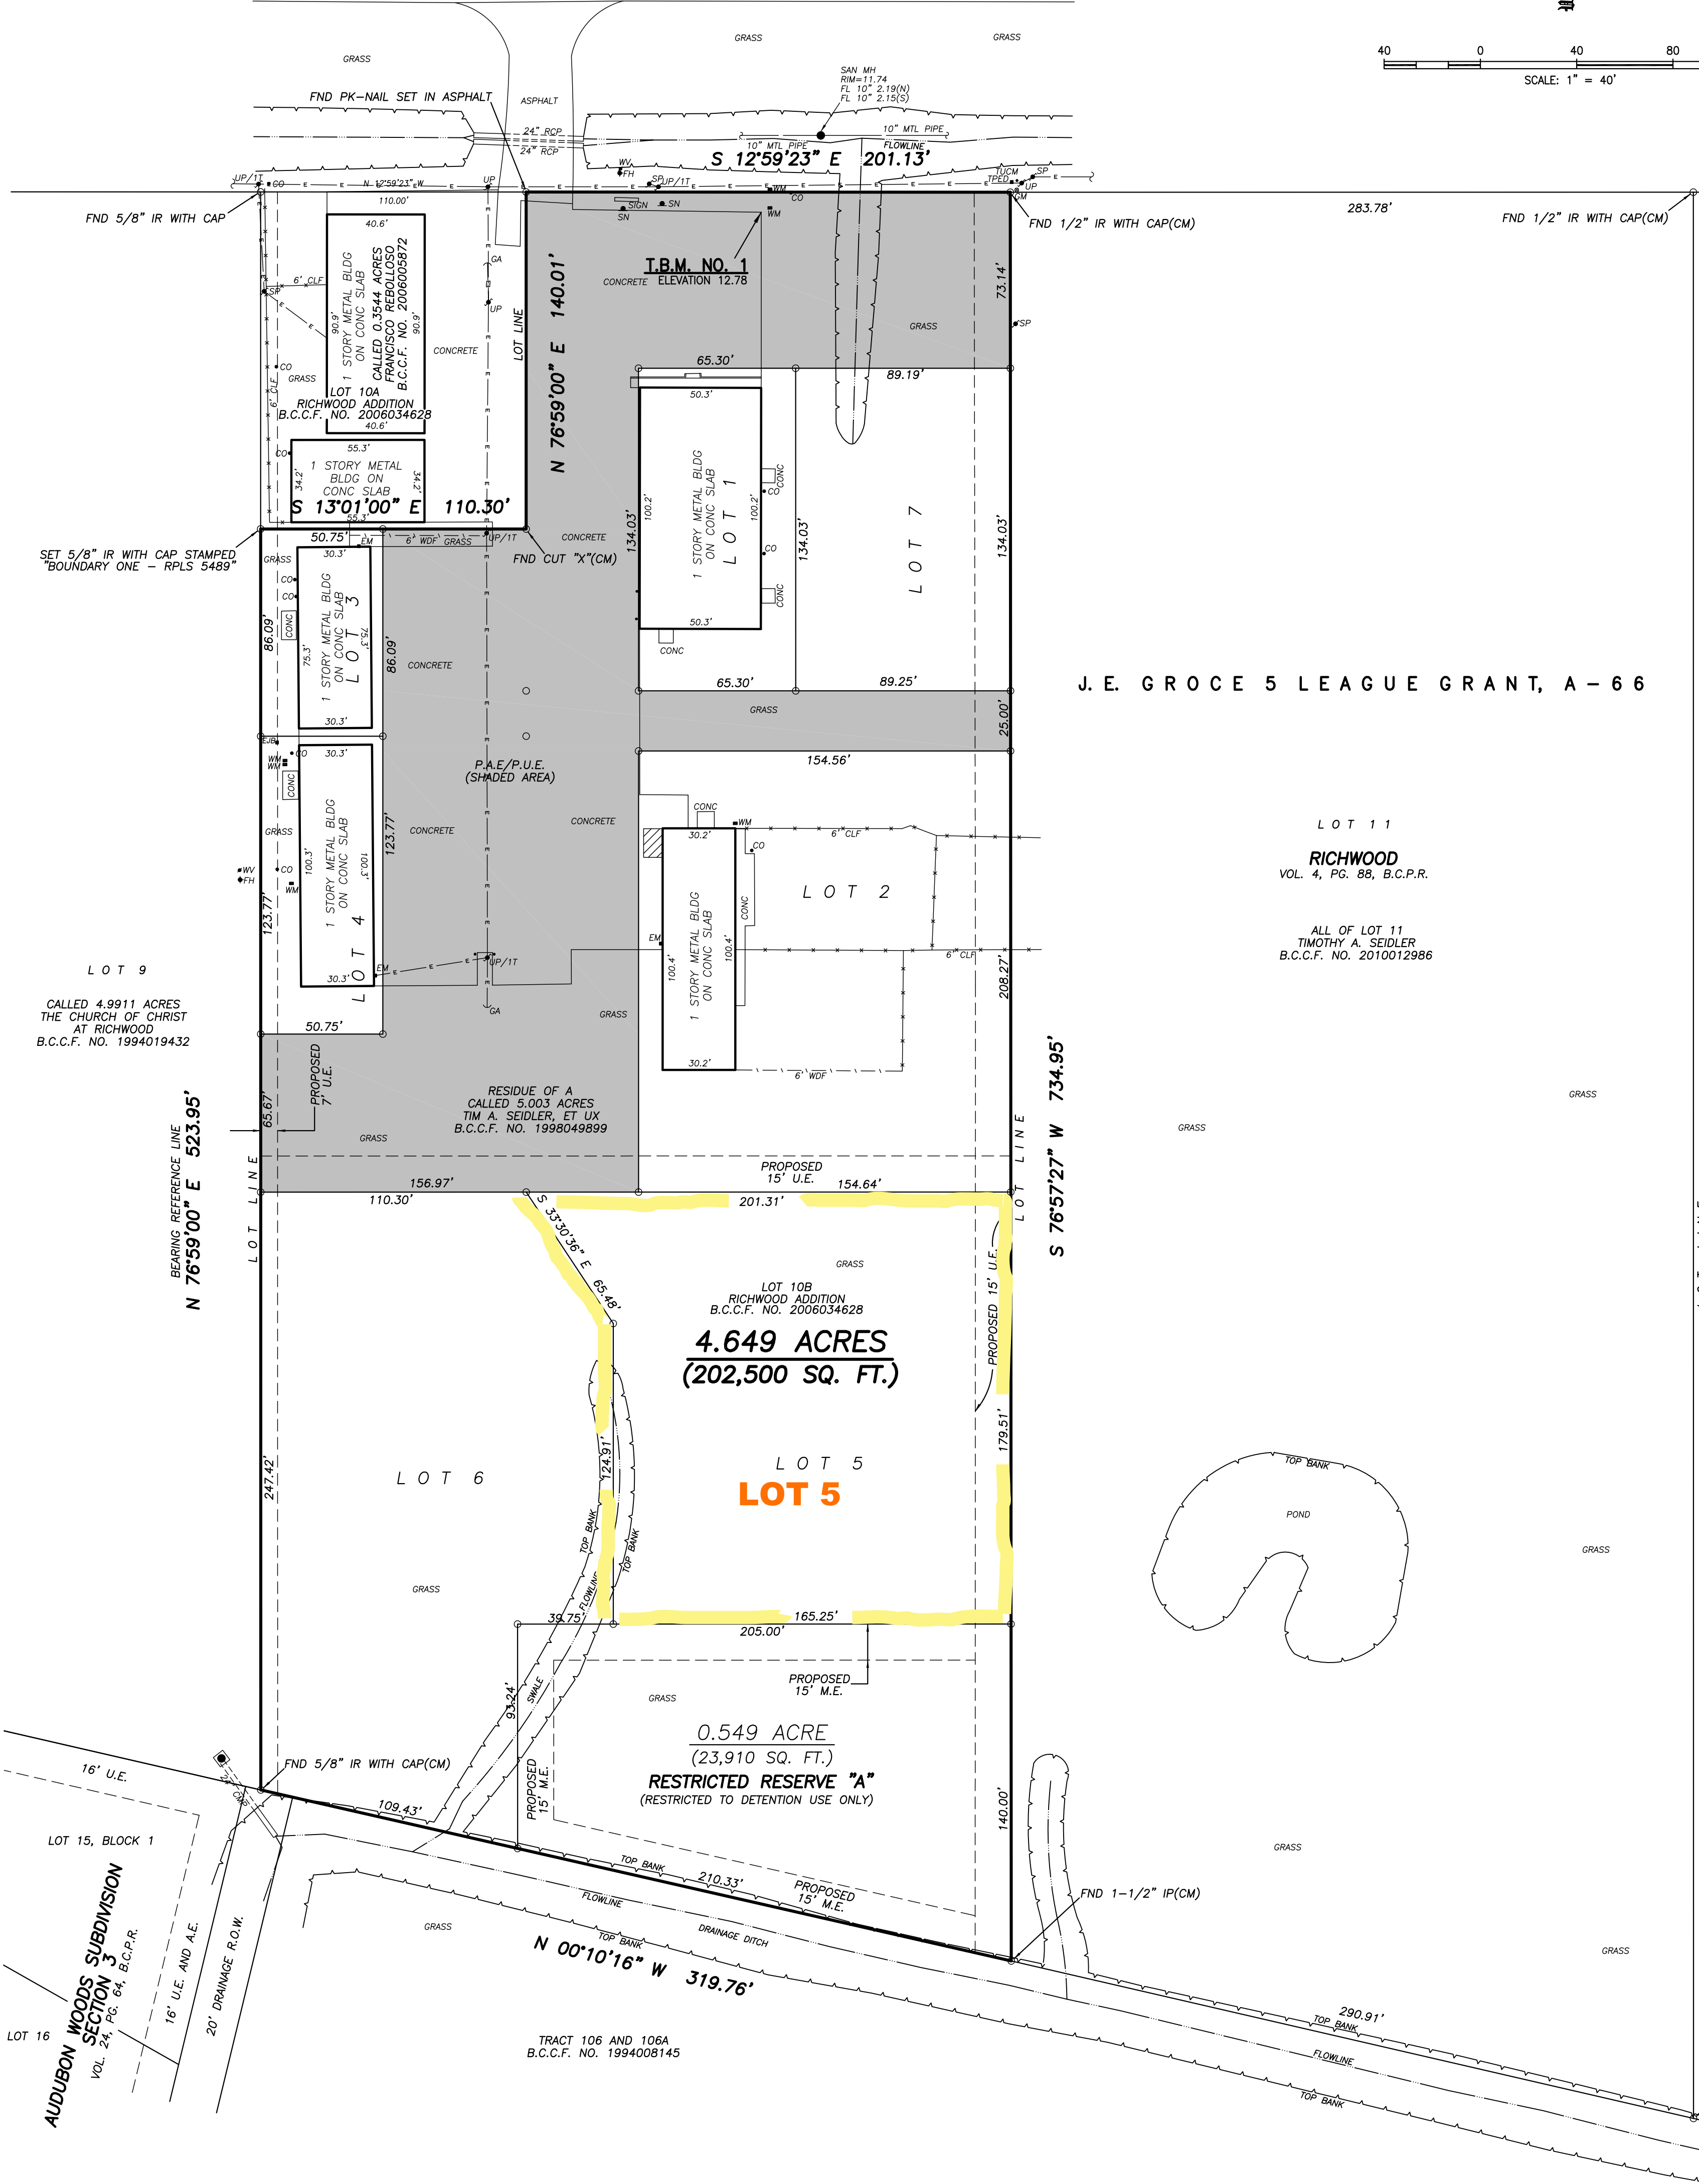 GRASS
GRASS
GRASS
40 0 40 80
SCALE: 1" = 40'
SAN MH
RIM=11.74
FL 10" 2.19(N)
FL 10" 2.15(S)
FND PK-NAIL SET IN ASPHALT
ASPHALT
24" RCP
24" RCP
10" MTL PIPE
10" MTL PIPE
FLOWLINE
S 12°59'23" E 201.13'
WV
FH
UP/1T
CO
N 12°59'23" W
110.00'
UP
SP
UP/1T
WM
CO
WM
TUCM
TPED
SP
UP
GM
SIGN
SN
SN
FND 5/8" IR WITH CAP
FND 1/2" IR WITH CAP(CM)
283.78'
FND 1/2" IR WITH CAP(CM)
40.6'
1 STORY METAL BLDG
ON CONC SLAB
CALLED 0.3544 ACRES
FRANCISCO REBOLLOSO
B.C.C.F. NO. 2006005872
90.9'
90.9'
6' CLF
SP
GA
UP
T.B.M. NO. 1
ELEVATION 12.78
CONCRETE
N 76°59'00" E 140.01'
LOT LINE
73.14'
GRASS
SP
CONCRETE
CO
GRASS
6' CLF
LOT 10A
RICHWOOD ADDITION
B.C.C.F. NO. 2006034628
40.6'
65.30'
89.19'
50.3'
55.3'
CO
34.2'
34.2'
1 STORY METAL
BLDG ON
CONC SLAB
S 13°01'00" E 110.30'
55.3'
1 STORY METAL BLDG
ON CONC SLAB
LOT 1
100.2'
100.2'
CONC
CO
CO
CONC
134.03'
134.03'
134.03'
LOT 7
50.3'
CONC
SET 5/8" IR WITH CAP STAMPED
"BOUNDARY ONE - RPLS 5489"
50.75'
6' WDF
GRASS
UP/1T
EM
FND CUT "X"(CM)
CONCRETE
30.3'
GRASS
CO
CO
CONC
86.09'
86.09'
75.3'
75.3'
1 STORY METAL BLDG
ON CONC SLAB
LOT 3
30.3'
CONCRETE
65.30'
89.25'
J. E. GROCE 5 LEAGUE GRANT, A-66
GRASS
25.00'
154.56'
EJB
CO
30.3'
WM
WM
CONC
P.A.E/P.U.E.
(SHADED AREA)
GRASS
CONCRETE
CONCRETE
123.77'
123.77'
100.3'
100.3'
1 STORY METAL BLDG
ON CONC SLAB
LOT 4
WV
FH
CO
WM
30.3'
EM
UP/1T
GA
CONC
WM
30.2'
6' CLF
CO
CONC
LOT 2
EM
6' CLF
1 STORY METAL BLDG
ON CONC SLAB
100.4'
100.4'
208.27'
30.2'
6' WDF
GRASS
LOT 11
RICHWOOD
VOL. 4, PG. 88, B.C.P.R.
ALL OF LOT 11
TIMOTHY A. SEIDLER
B.C.C.F. NO. 2010012986
LOT 9
CALLED 4.9911 ACRES
THE CHURCH OF CHRIST
AT RICHWOOD
B.C.C.F. NO. 1994019432
50.75'
PROPOSED
7' U.E.
65.67'
RESIDUE OF A
CALLED 5.003 ACRES
TIM A. SEIDLER, ET UX
B.C.C.F. NO. 1998049899
GRASS
BEARING REFERENCE LINE
N 76°59'00" E 523.95'
LOT LINE
LOT LINE
S 76°57'27" W 734.95'
GRASS
GRASS
156.97'
110.30'
PROPOSED
15' U.E.
154.64'
201.31'
S 33°30'36" E 65.48'
GRASS
PROPOSED 15' U.E.
LOT 10B
RICHWOOD ADDITION
B.C.C.F. NO. 2006034628
4.649 ACRES
(202,500 SQ. FT.)
179.51'
124.91'
LOT 6
247.42'
LOT 5
LOT 5
TOP BANK
POND
GRASS
TOP BANK
TOP BANK
FLOWLINE
GRASS
39.75'
165.25'
205.00'
SWALE
93.24'
GRASS
PROPOSED
15' M.E.
0.549 ACRE
(23,910 SQ. FT.)
RESTRICTED RESERVE "A"
(RESTRICTED TO DETENTION USE ONLY)
PROPOSED
15' M.E.
140.00'
FND 5/8" IR WITH CAP(CM)
16' U.E.
24" CMP
109.43'
LOT 15, BLOCK 1
AUDUBON WOODS SUBDIVISION
SECTION 3
VOL. 24, PG. 64, B.C.P.R.
16' U.E. AND A.E.
20' DRAINAGE R.O.W.
LOT 16
TOP BANK
210.33'
PROPOSED
15' M.E.
FLOWLINE
DRAINAGE DITCH
TOP BANK
GRASS
N 00°10'16" W 319.76'
FND 1-1/2" IP(CM)
GRASS
GRASS
290.91'
TOP BANK
FLOWLINE
TOP BANK
TRACT 106 AND 106A
B.C.C.F. NO. 1994008145